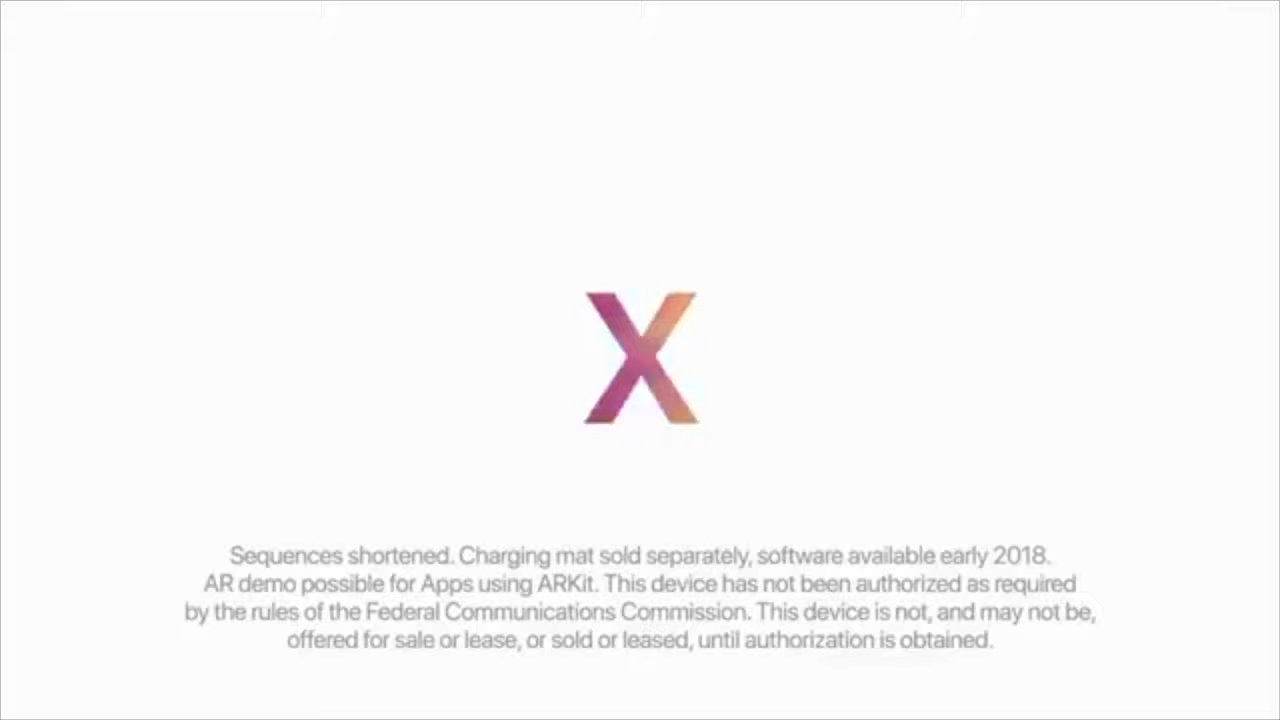 X
Sequences shortened. Charging mat sold separately, software available early 2018.
AR demo possible for Apps using ARKit. This device has not been authorized as required
by the rules of the Federal Communications Commission. This device is not, and may not be,
offered for sale or lease, or sold or leased, until authorization is obtained.